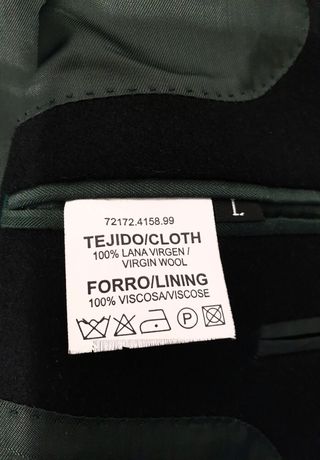 72172.4158.99
TEJIDO/CLOTH
100% LANA VIRGEN /
VIRGIN WOOL
FORRO/LINING
100% VISCOSA/VISCOSE
P
L